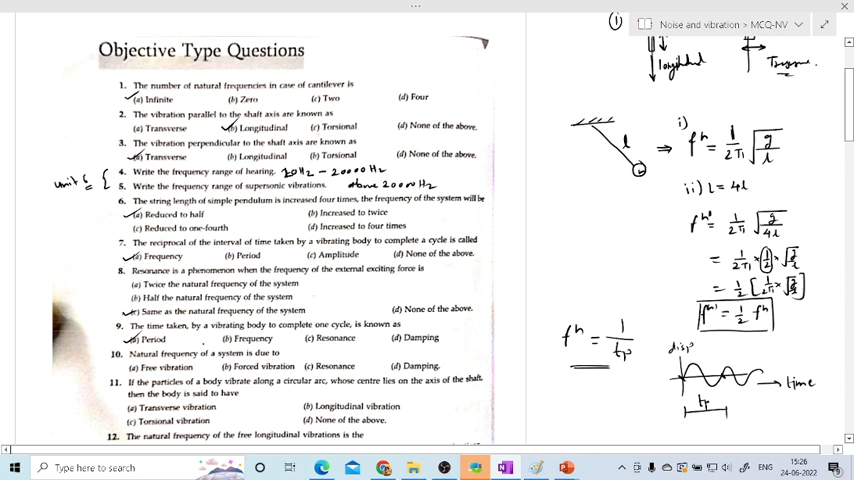 Noise and vibration > MCQ-NV
Objective Type Questions
1. The number of natural frequencies in case of cantilever is
(a) Infinite (b) Zero (c) Two (d) Four
2. The vibration parallel to the shaft axis are known as
(a) Transverse (b) Longitudinal (c) Torsional (d) None of the above.
3. The vibration perpendicular to the shaft axis are known as
(a) Transverse (b) Longitudinal (b) Torsional (d) None of the above.
4. Write the frequency range of hearing. 20Hz - 20000Hz
5. Write the frequency range of supersonic vibrations. above 20000Hz
6. The string length of simple pendulum is increased four times, the frequency of the system will be
(a) Reduced to half (b) Increased to twice
(c) Reduced to one-fourth (d) Increased to four times
7. The reciprocal of the interval of time taken by a vibrating body to complete a cycle is called
(a) Frequency (b) Period (c) Amplitude (d) None of the above.
8. Resonance is a phenomenon when the frequency of the external exciting force is
(a) Twice the natural frequency of the system
(b) Half the natural frequency of the system
(c) Same as the natural frequency of the system (d) None of the above.
9. The time taken, by a vibrating body to complete one cycle, is known as
(a) Period (b) Frequency (c) Resonance (d) Damping
10. Natural frequency of a system is due to
(a) Free vibration (b) Forced vibration (c) Resonance (d) Damping.
11. If the particles of a body vibrate along a circular arc, whose centre lies on the axis of the shaft,
then the body is said to have
(a) Transverse vibration (b) Longitudinal vibration
(c) Torsional vibration (d) None of the above.
12. The natural frequency of the free longitudinal vibrations is the
(i)
l
i) fn = 1/2π √g/l
ii) l = 4l
fn' = 1/2π √g/4l
= 1/2π × 1/2 × √g/l
= 1/2 [1/2π × √g/l]
fn' = 1/2 fn
fn = 1/tp
disp
time
tp
Type here to search
ENG
15:26
24-06-2022